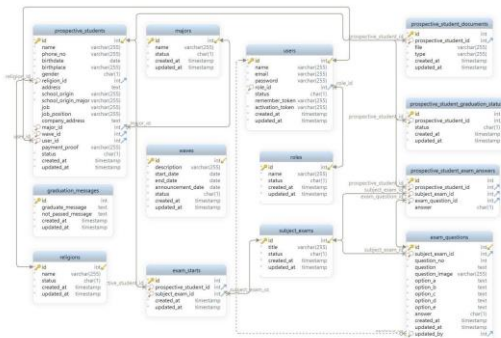 prospective_students
id int
name varchar(255)
phone_no varchar(255)
birthdate date
birthplace varchar(255)
gender char(1)
religion_id int
address text
school_origin varchar(255)
school_origin_major varchar(255)
job varchar(255)
job_position varchar(255)
company_address text
major_id int
wave_id int
user_id int
payment_proof varchar(255)
status char(1)
created_at timestamp
updated_at timestamp
majors
id int
name varchar(255)
status char(1)
created_at timestamp
updated_at timestamp
users
id int
name varchar(255)
email varchar(255)
password varchar(255)
role_id int
status char(1)
remember_token varchar(255)
activation_token varchar(255)
created_at timestamp
updated_at timestamp
prospective_student_documents
id int
prospective_student_id int
file varchar(255)
type varchar(255)
created_at timestamp
updated_at timestamp
prospective_student_id
role_id
major_id
prospective_student_graduation_status
id int
prospective_student_id int
status char(1)
created_at timestamp
updated_at timestamp
waves
id int
description varchar(255)
start_date date
end_date date
announcement_date date
status char(1)
created_at timestamp
updated_at timestamp
roles
id int
name varchar(255)
status char(1)
created_at timestamp
updated_at timestamp
prospective_student_exam_answers
id int
prospective_student_id int
subject_exam_id int
exam_question_id int
answer char(1)
prospective_student_id
subject_exam_id
exam_question_id
graduation_messages
id int
graduate_message text
not_passed_message text
created_at timestamp
updated_at timestamp
subject_exams
id int
title varchar(255)
status char(1)
created_at timestamp
updated_at timestamp
subject_exam_id
exam_questions
id int
subject_exam_id int
question_no int
question text
question_image varchar(255)
option_a text
option_b text
option_c text
option_d text
option_e text
answer char(1)
created_at timestamp
updated_at timestamp
updated_by int
religions
id int
name varchar(255)
status char(1)
created_at timestamp
updated_at timestamp
exam_starts
id int
prospective_student_id int
subject_exam_id int
created_at timestamp
updated_at timestamp
subject_exam_id